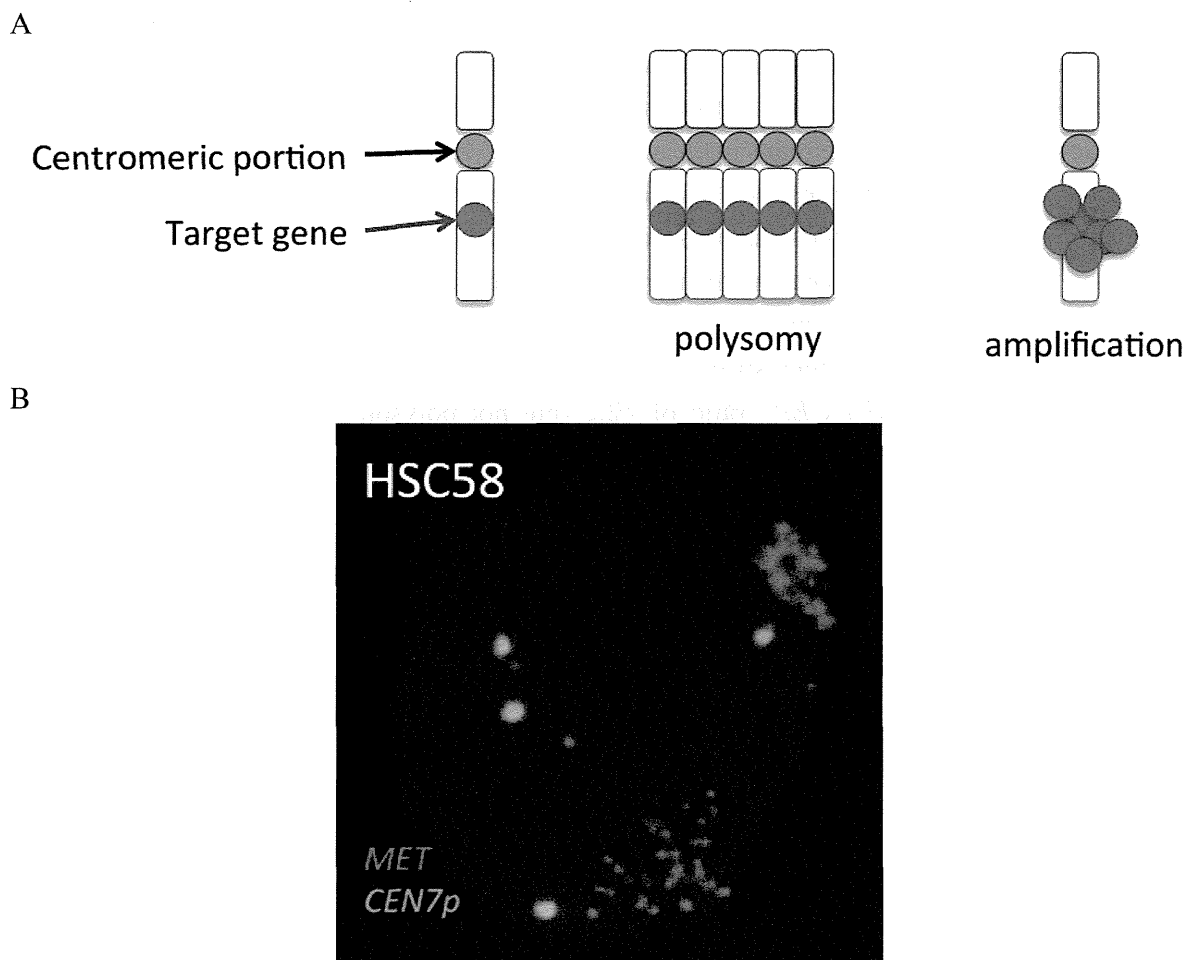 A
Centromeric portion
Target gene
polysomy
amplification
B
HSC58
MET
CEN7p